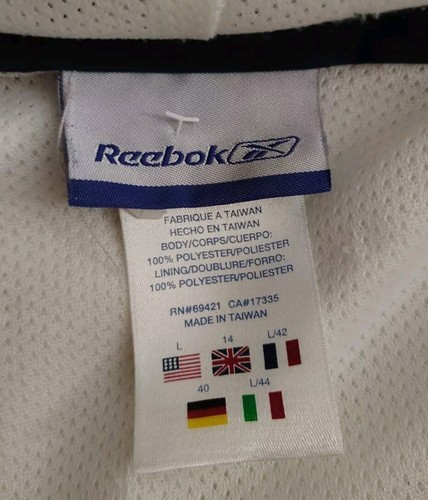 Reebok
FABRIQUE A TAIWAN
HECHO EN TAIWAN
BODY/CORPS/CUERPO:
100% POLYESTER/POLIESTER
LINING/DOUBLURE/FORRO:
100% POLYESTER/POLIESTER
RN#69421 CA#17335
MADE IN TAIWAN
L 14 L/42
40 L/44